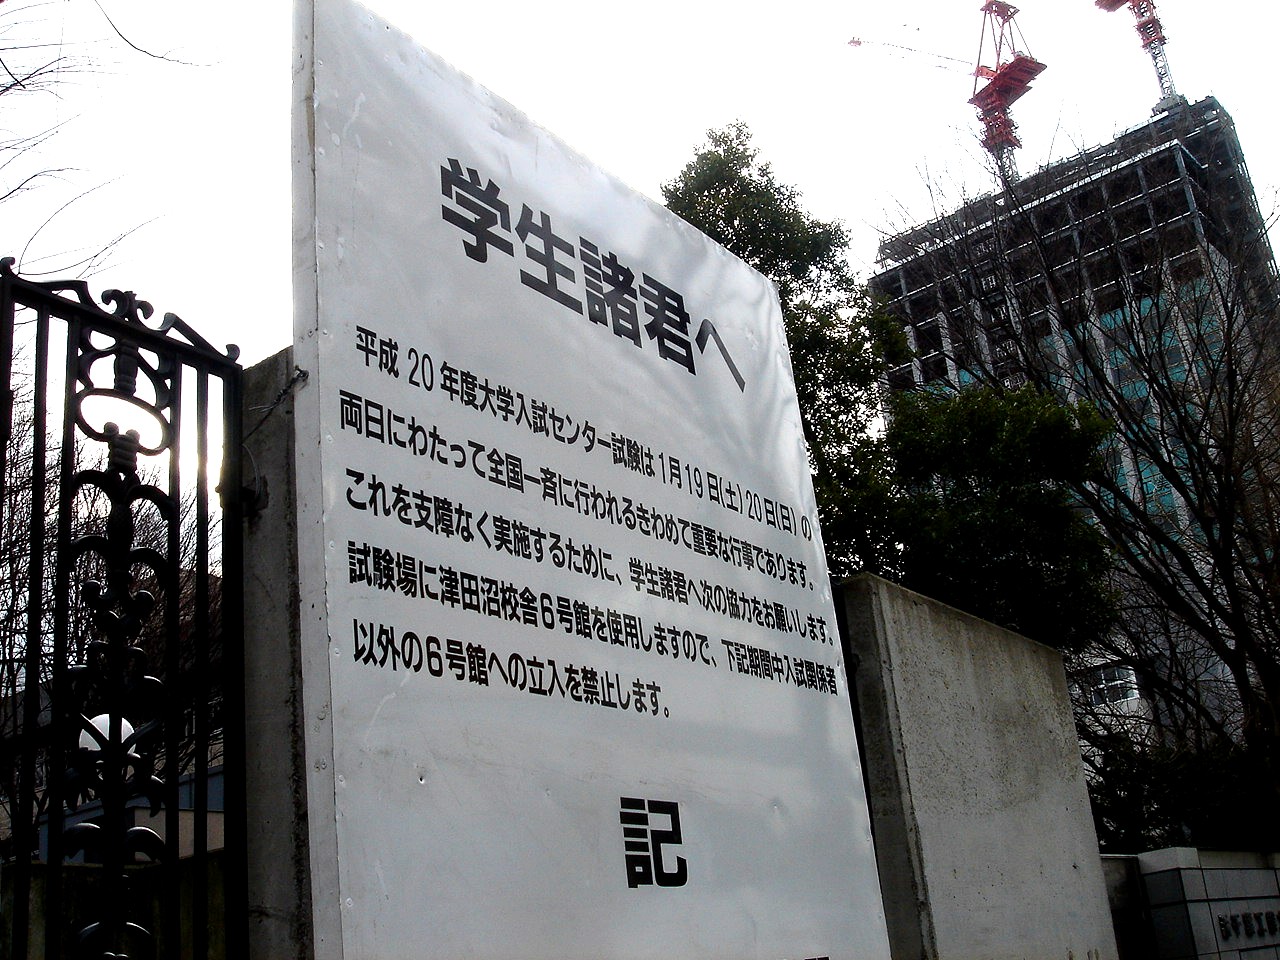 学生諸君へ
平成 20 年度大学入試センター試験は 1月 19 日(土) 20 日(日) の
両日にわたって全国一斉に行われるきわめて重要な行事であります。
これを支障なく実施するために、学生諸君へ次の協力をお願いします。
試験場に津田沼校舎6号館を使用しますので、下記期間中入試関係者
以外の6号館への立入を禁止します。
記